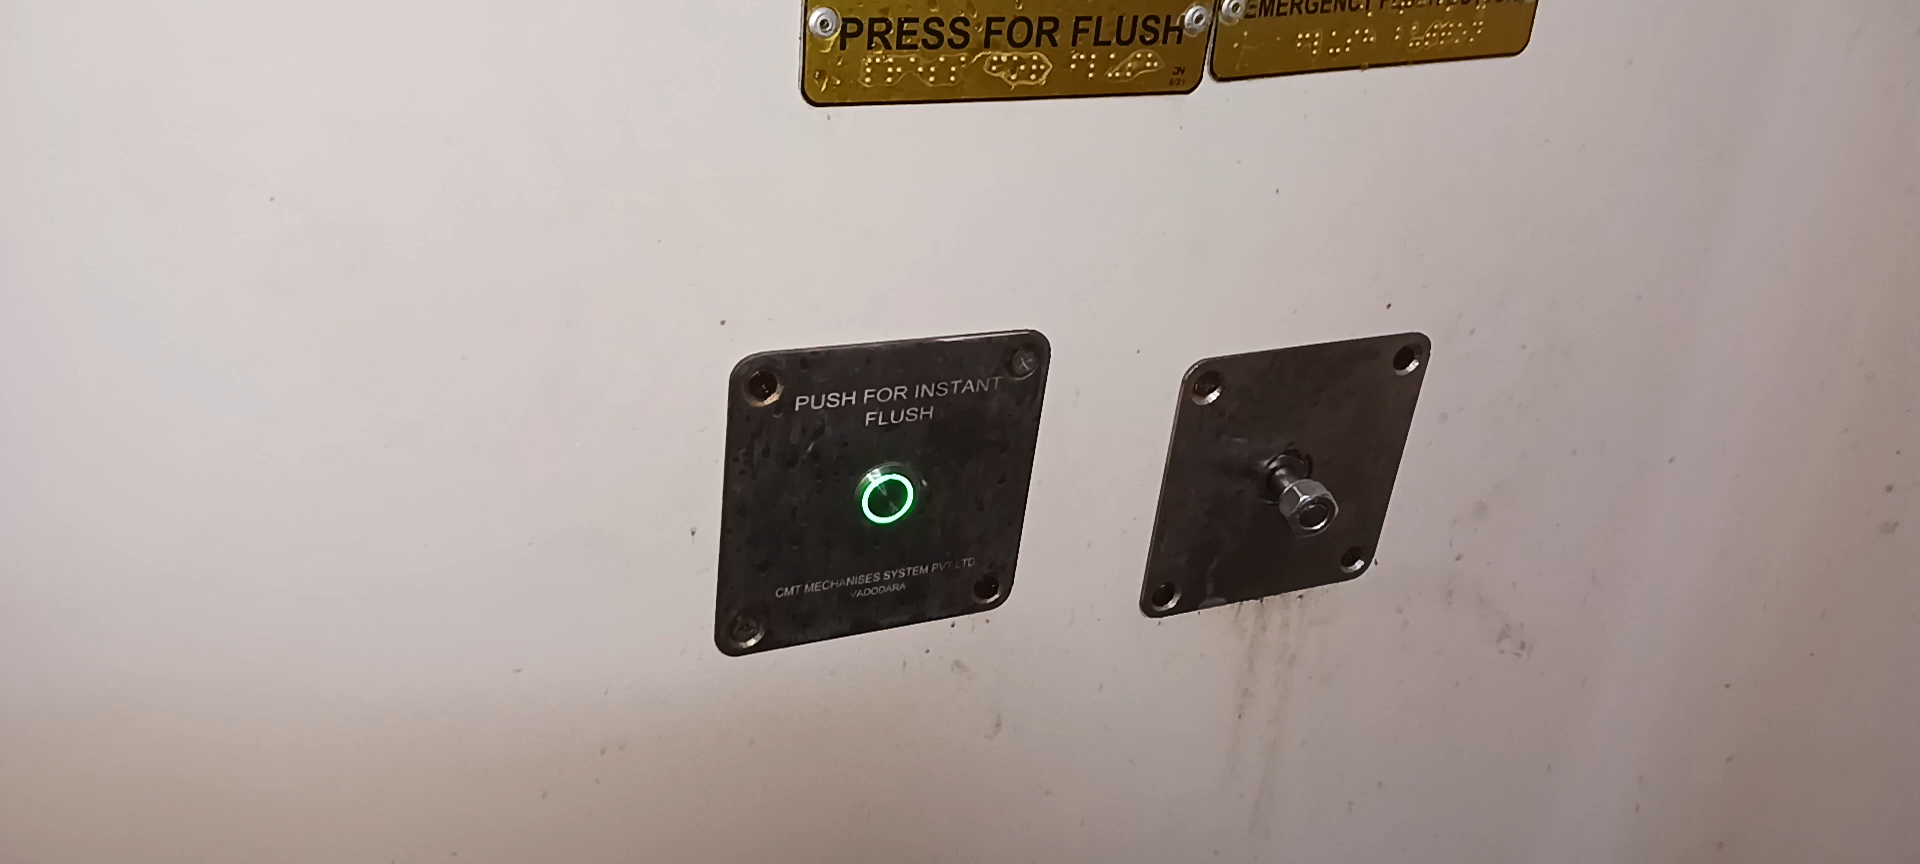 PRESS FOR FLUSH
EMERGENCY
PUSH FOR INSTANT
FLUSH
CMT MECHANISES SYSTEM PVT.LTD.
VADODARA